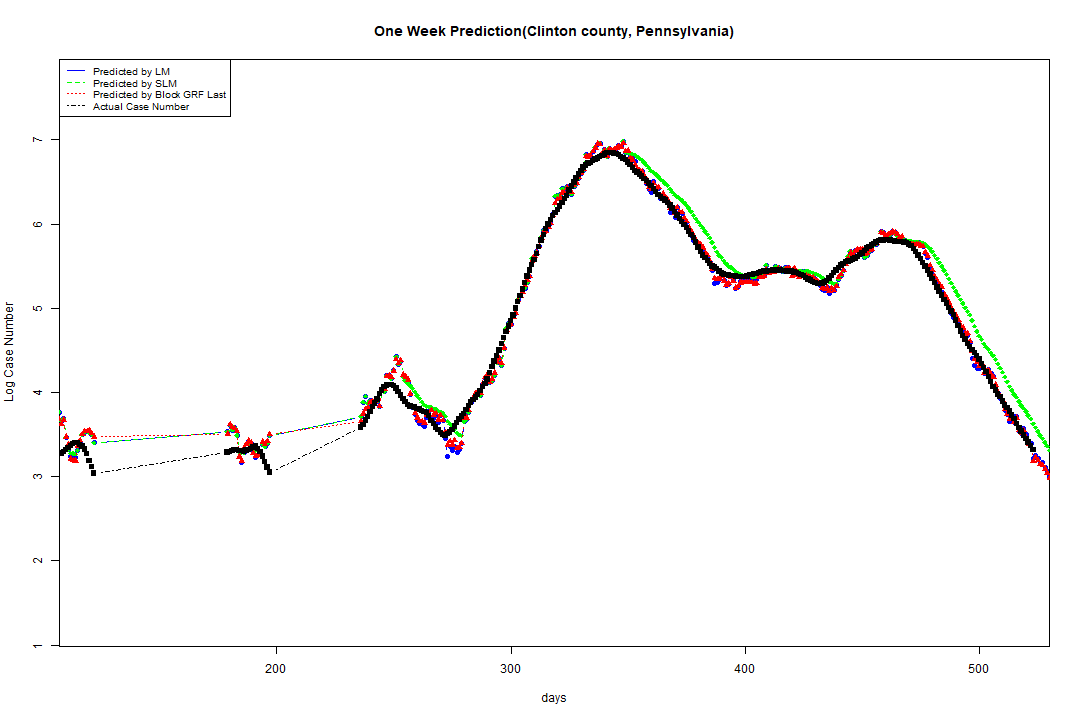 One Week Prediction(Clinton county, Pennsylvania)
Predicted by LM
Predicted by SLM
Predicted by Block GRF Last
Actual Case Number
7
6
5
4
3
2
1
Log Case Number
200 300 400 500
days